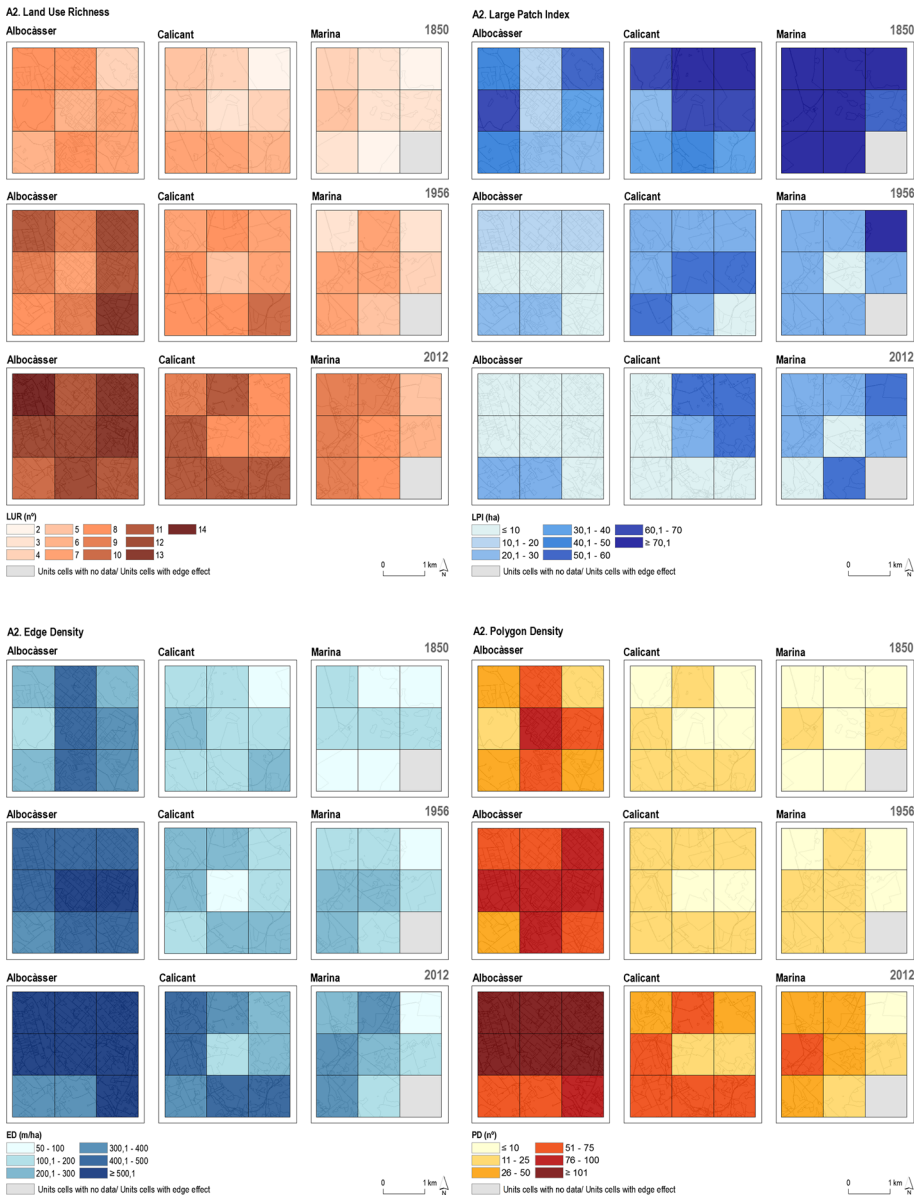 A2. Land Use Richness
Albocàsser Calicant Marina 1850
Albocàsser Calicant Marina 1956
Albocàsser Calicant Marina 2012
LUR (nº)
2 5 8 11 14
3 6 9 12
4 7 10 13
Units cells with no data/ Units cells with edge effect
0 1 km N
A2. Large Patch Index
Albocàsser Calicant Marina 1850
Albocàsser Calicant Marina 1956
Albocàsser Calicant Marina 2012
LPI (ha)
≤ 10 30,1 - 40 60,1 - 70
10,1 - 20 40,1 - 50 ≥ 70,1
20,1 - 30 50,1 - 60
Units cells with no data/ Units cells with edge effect
0 1 km N
A2. Edge Density
Albocàsser Calicant Marina 1850
Albocàsser Calicant Marina 1956
Albocàsser Calicant Marina 2012
ED (m/ha)
50 - 100 300,1 - 400
100,1 - 200 400,1 - 500
200,1 - 300 ≥ 500,1
Units cells with no data/ Units cells with edge effect
0 1 km N
A2. Polygon Density
Albocàsser Calicant Marina 1850
Albocàsser Calicant Marina 1956
Albocàsser Calicant Marina 2012
PD (nº)
≤ 10 51 - 75
11 - 25 76 - 100
26 - 50 ≥ 101
Units cells with no data/ Units cells with edge effect
0 1 km N